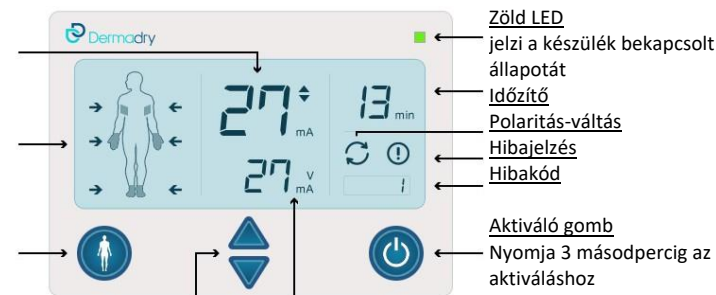 Dermadry
Zöld LED
jelzi a készülék bekapcsolt
állapotát
27 mA
13 min
Időzítő
Polaritás-váltás
Hibajelzés
27 V mA
1
Hibakód
Aktiváló gomb
Nyomja 3 másodpercig az
aktiváláshoz